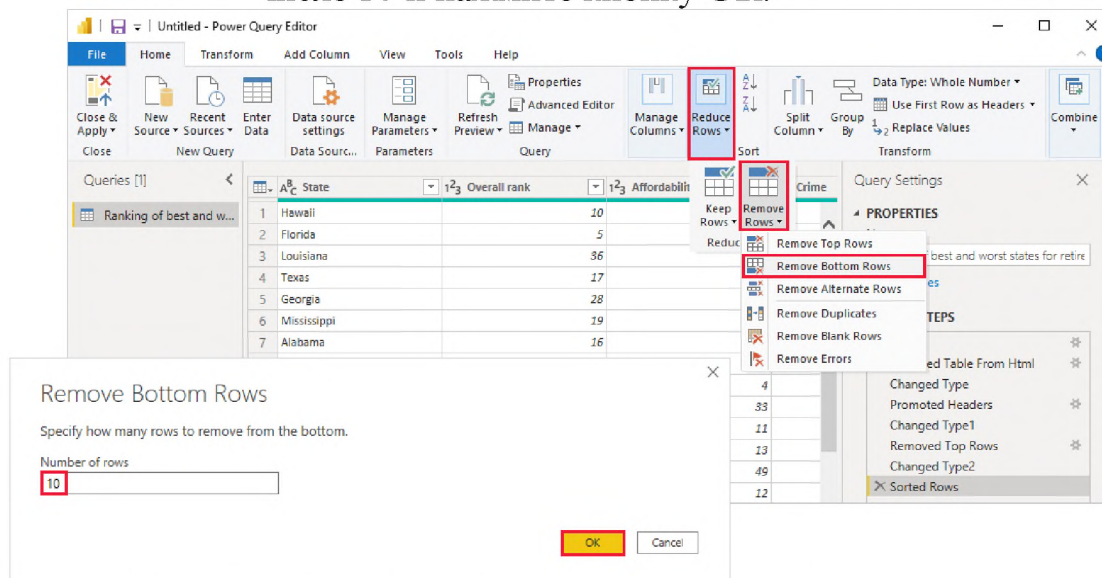 Untitled - Power Query Editor
File Home Transform Add Column View Tools Help
Close & Apply
New Source
Recent Sources
Enter Data
Data source settings
Manage Parameters
Refresh Preview
Properties
Advanced Editor
Manage
Manage Columns
Reduce Rows
Split Column
Group By
Data Type: Whole Number
Use First Row as Headers
Replace Values
Combine
Close New Query Data Sourc... Parameters Query Sort Transform
Queries [1]
Ranking of best and w...
ABC State 123 Overall rank 123 Affordabilit Crime
1 Hawaii 10
2 Florida 5
3 Louisiana 36
4 Texas 17
5 Georgia 28
6 Mississippi 19
7 Alabama 16
4
33
11
13
49
12
Keep Rows
Remove Rows
Reduc
Remove Top Rows
Remove Bottom Rows
Remove Alternate Rows
Remove Duplicates
Remove Blank Rows
Remove Errors
Query Settings
PROPERTIES
best and worst states for retire
es
TEPS
ed Table From Html
Changed Type
Promoted Headers
Changed Type1
Removed Top Rows
Changed Type2
Sorted Rows
Remove Bottom Rows
Specify how many rows to remove from the bottom.
Number of rows
10
OK Cancel